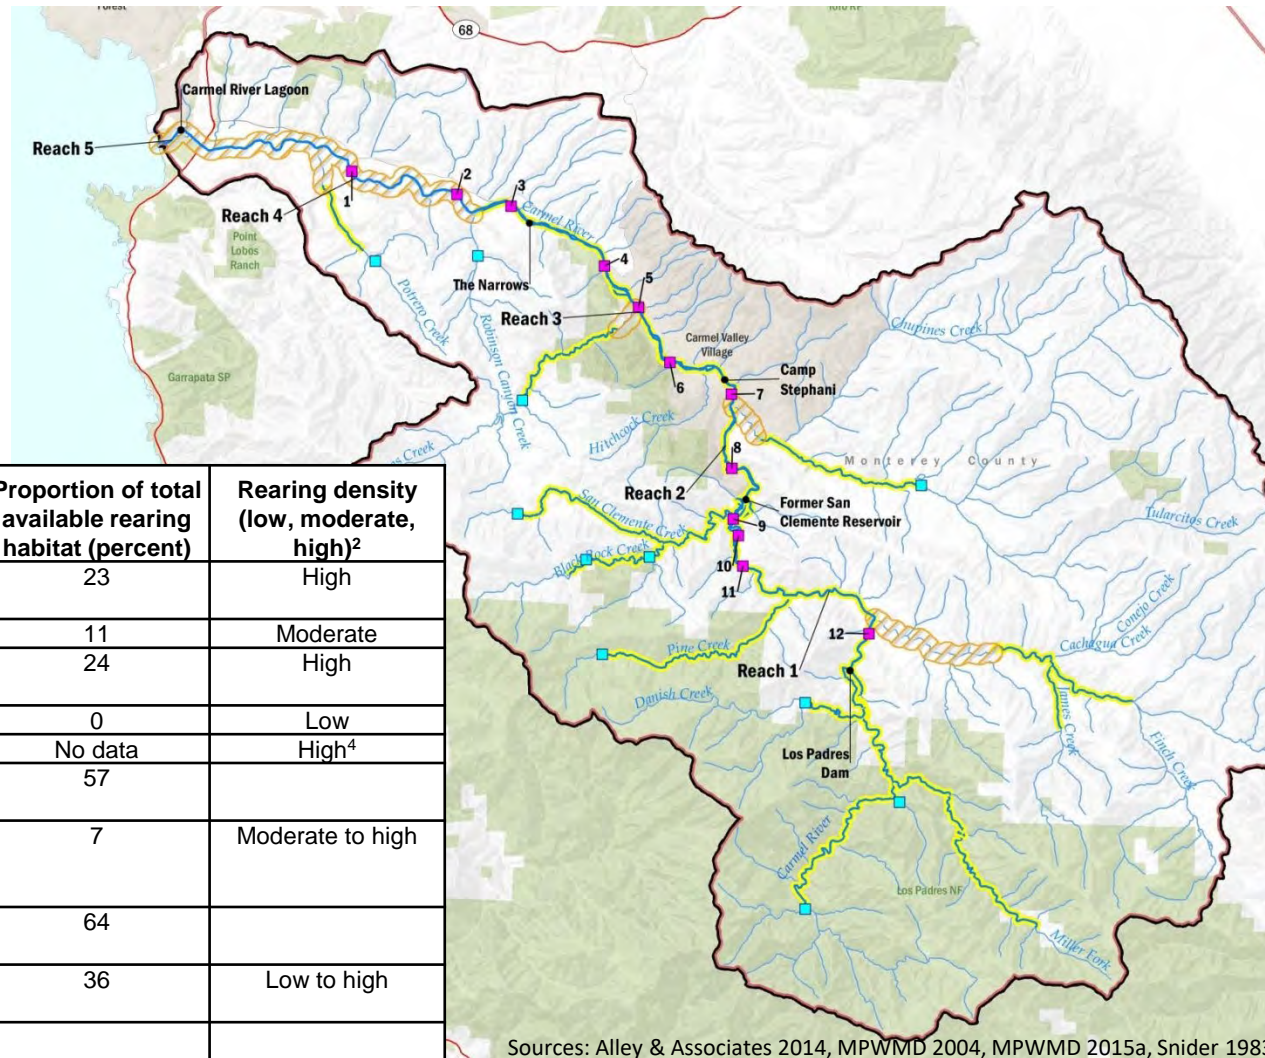 Forest
68
Toro RP
Carmel River Lagoon
Reach 5
1
2
3
Carmel River
Reach 4
Point
Lobos
Ranch
The Narrows
4
5
Potrero Creek
Robinson Canyon Creek
Reach 3
Chupines Creek
Carmel Valley
Village
Garrapata SP
6
Camp
Stephani
7
Hitchcock Creek
8
Monterey County
Reach 2
Former San
Clemente Reservoir
Tularcitos Creek
San Clemente Creek
9
Black Rock Creek
10
11
Conejo Creek
Cachagua Creek
12
Pine Creek
Reach 1
Danish Creek
James Creek
Finch Creek
Los Padres
Dam
Carmel River
Los Padres NF
Miller Fork
Creek
Proportion of total Rearing density
available rearing (low, moderate,
habitat (percent) high)2
23 High
11 Moderate
24 High
0 Low
No data High4
57
7 Moderate to high
64
36 Low to high
Sources: Alley & Associates 2014, MPWMD 2004, MPWMD 2015a, Snider 1983